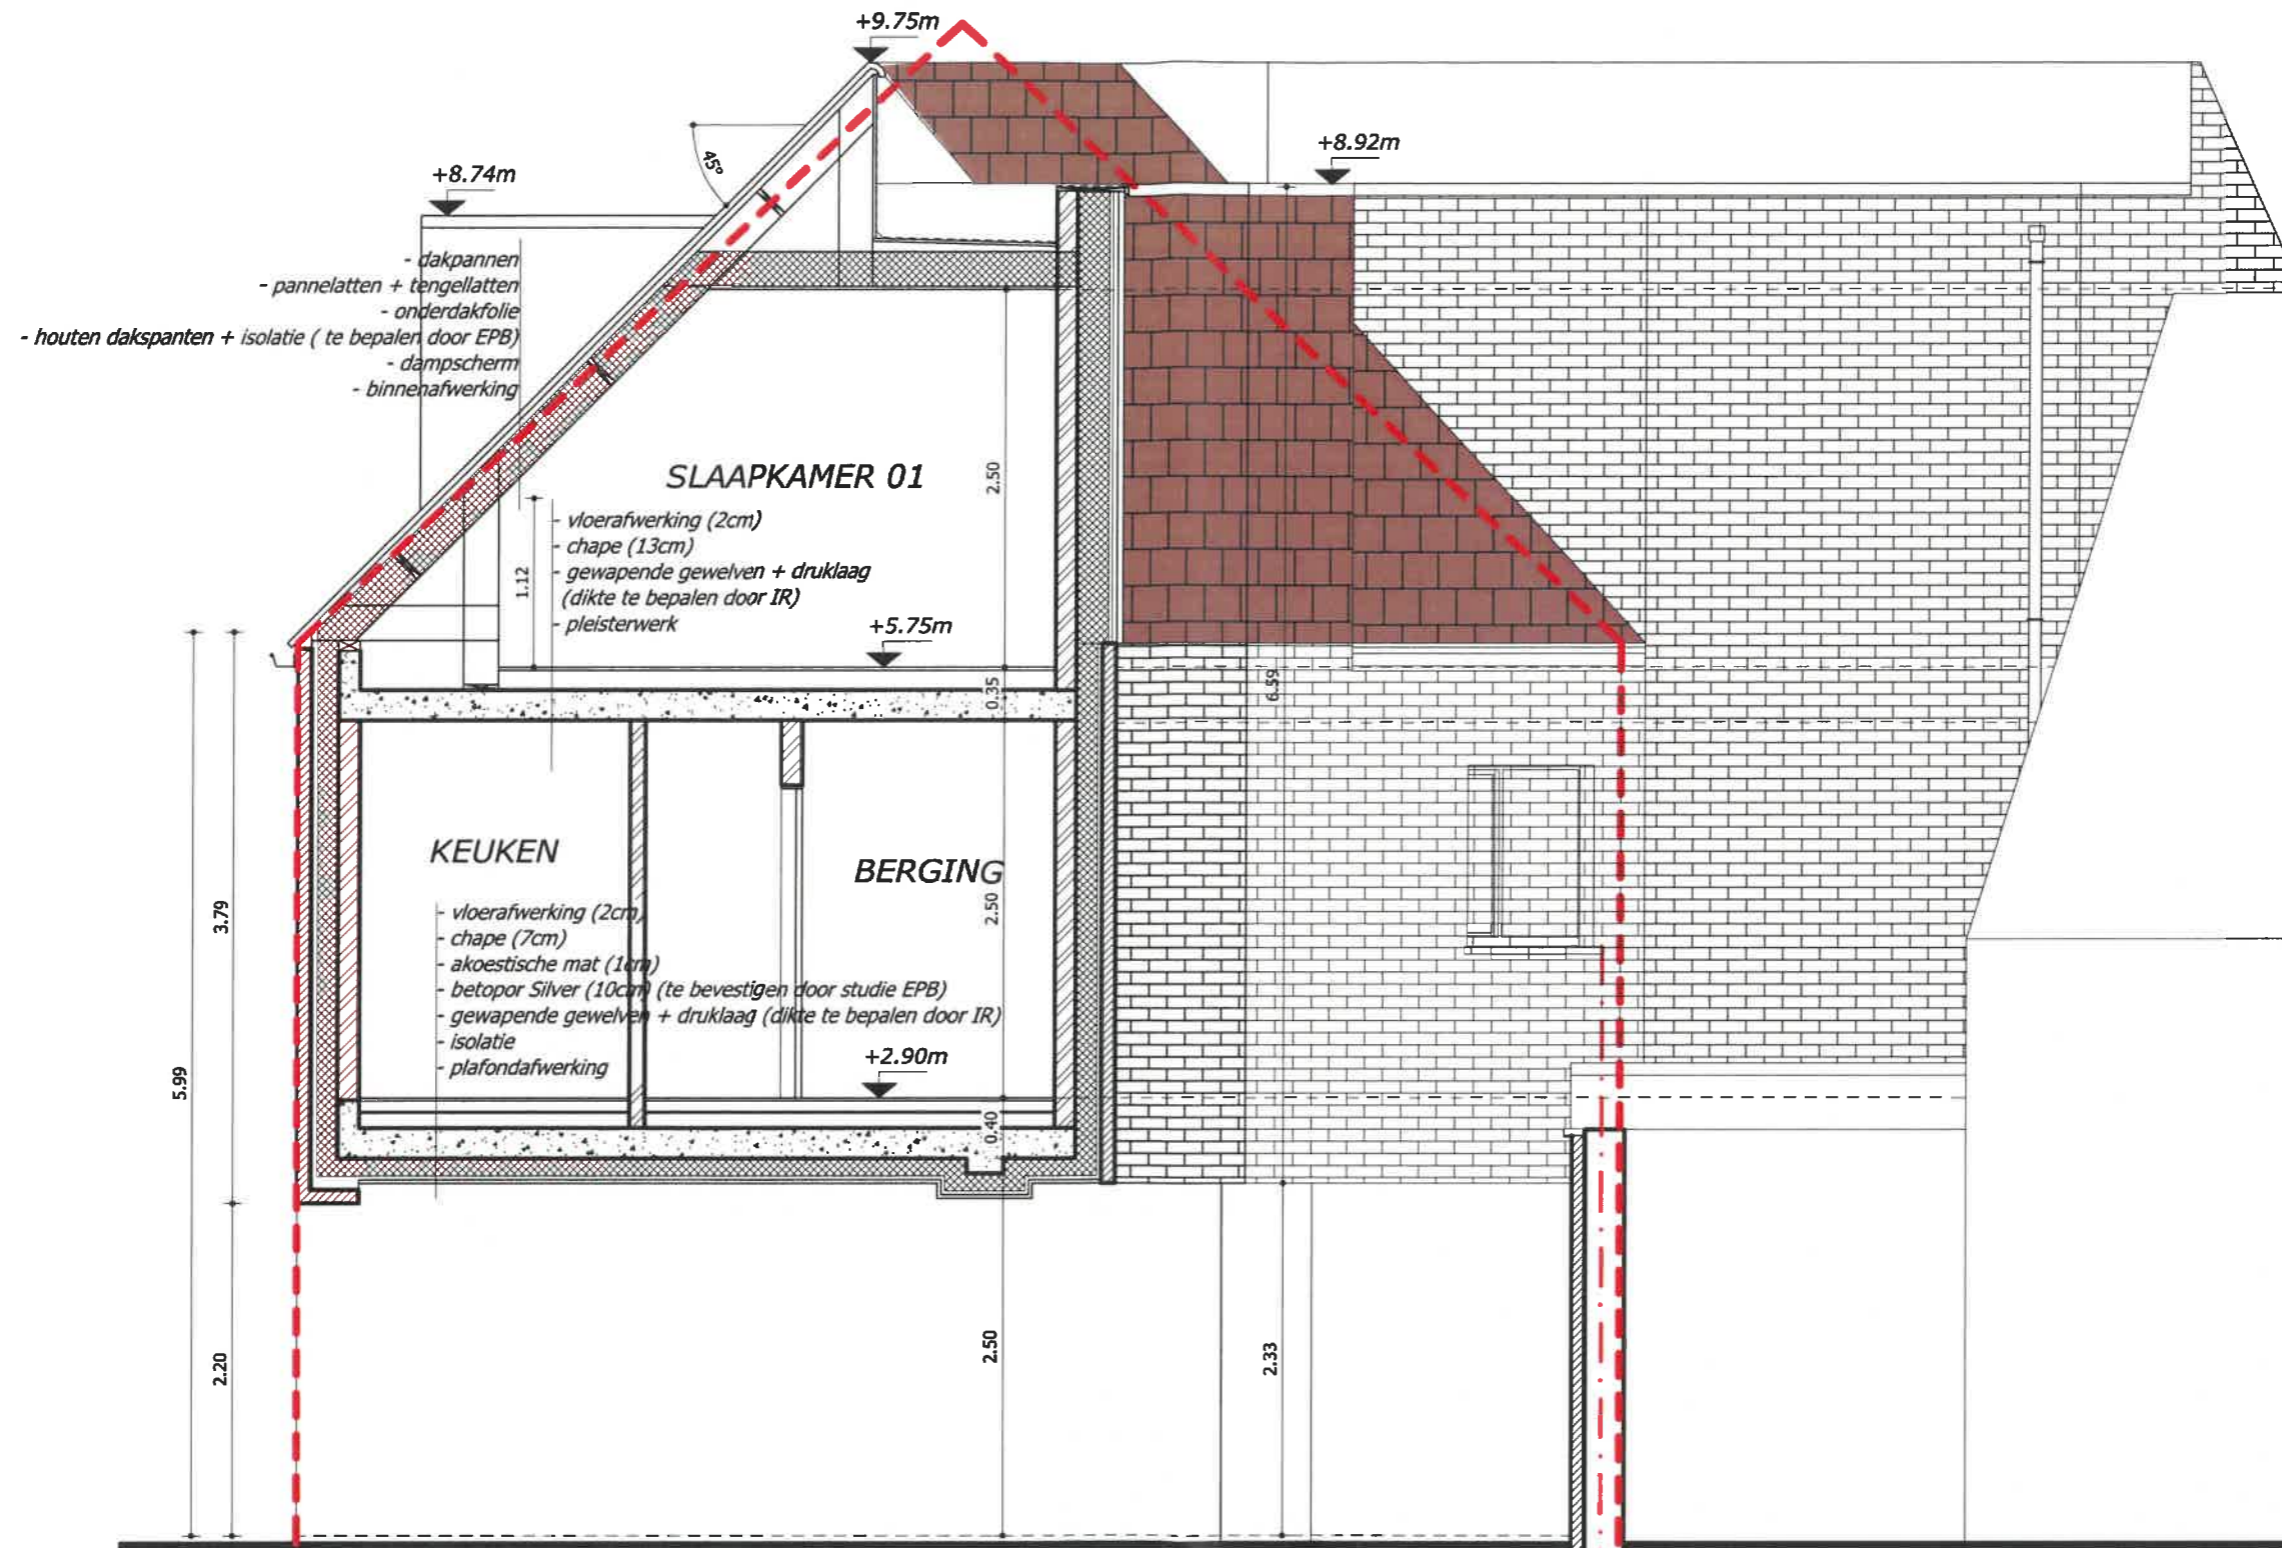 +9.75m
+8.92m
45°
+8.74m
- dakpannen
- pannelatten + tengellatten
- onderdakfolie
- houten dakspanten + isolatie ( te bepalen door EPB)
- dampscherm
- binnenafwerking
SLAAPKAMER 01
2.50
- vloerafwerking (2cm)
- chape (13cm)
- gewapende gewelven + druklaag
(dikte te bepalen door IR)
- pleisterwerk
1.12
+5.75m
0.35
6.59
KEUKEN
BERGING
2.50
3.79
- vloerafwerking (2cm)
- chape (7cm)
- akoestische mat (1cm)
- betopor Silver (10cm) (te bevestigen door studie EPB)
- gewapende gewelven + druklaag (dikte te bepalen door IR)
- isolatie
- plafondafwerking
+2.90m
5.99
0.40
2.20
2.50
2.33